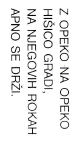 Z OPEKO NA OPEKO
HIŠICO GRADI,
NA NJEGOVIH ROKAH
APNO SE DRŽI.